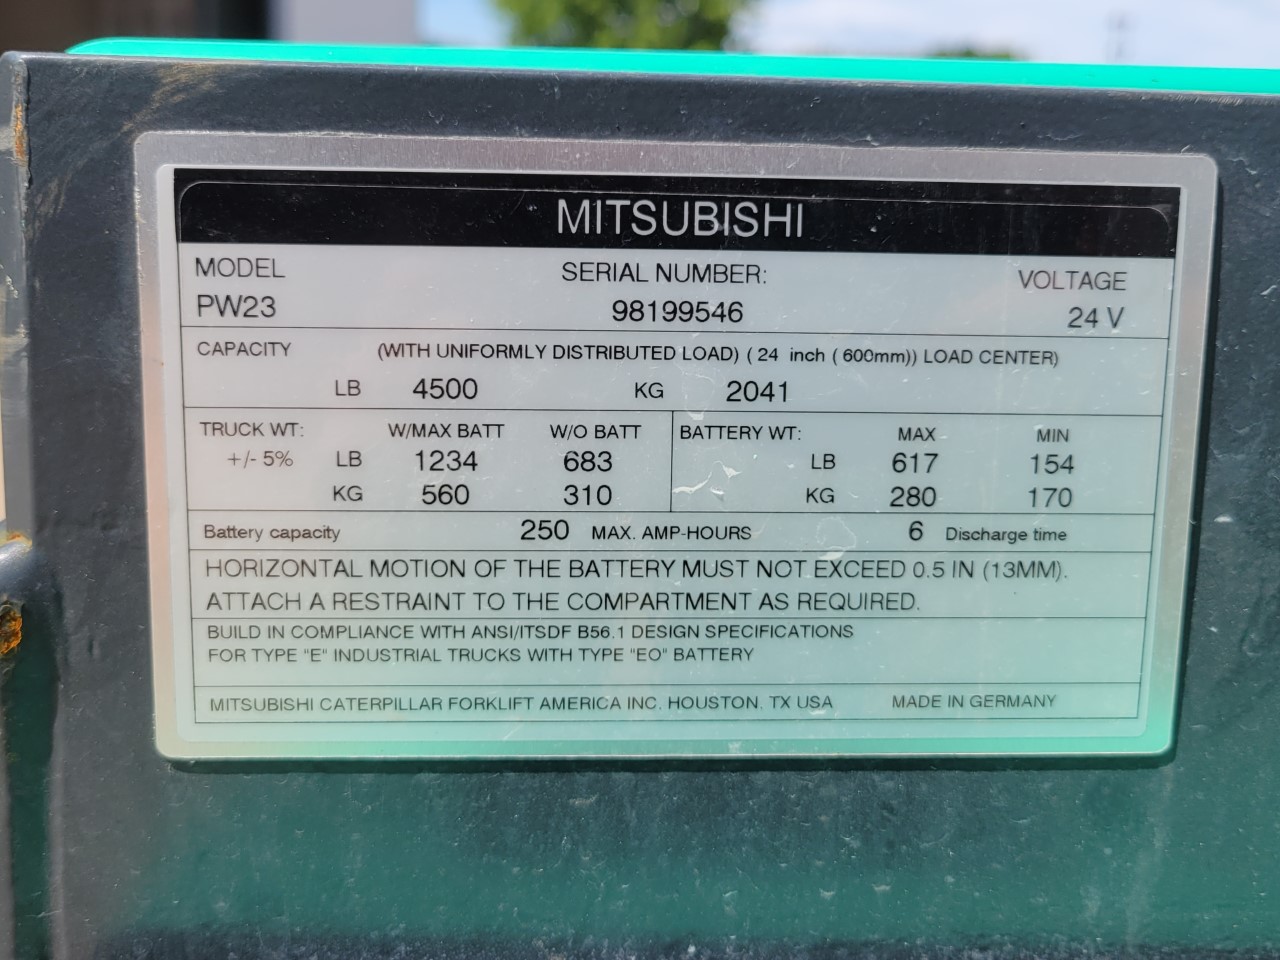 MITSUBISHI
MODEL SERIAL NUMBER: VOLTAGE
PW23 98199546 24 V
CAPACITY (WITH UNIFORMLY DISTRIBUTED LOAD) ( 24 inch ( 600mm)) LOAD CENTER)
LB 4500 KG 2041
TRUCK WT: W/MAX BATT W/O BATT BATTERY WT: MAX MIN
+/- 5% LB 1234 683 LB 617 154
KG 560 310 KG 280 170
Battery capacity 250 MAX. AMP-HOURS 6 Discharge time
HORIZONTAL MOTION OF THE BATTERY MUST NOT EXCEED 0.5 IN (13MM).
ATTACH A RESTRAINT TO THE COMPARTMENT AS REQUIRED.
BUILD IN COMPLIANCE WITH ANSI/ITSDF B56.1 DESIGN SPECIFICATIONS
FOR TYPE "E" INDUSTRIAL TRUCKS WITH TYPE "EO" BATTERY
MITSUBISHI CATERPILLAR FORKLIFT AMERICA INC. HOUSTON. TX USA MADE IN GERMANY